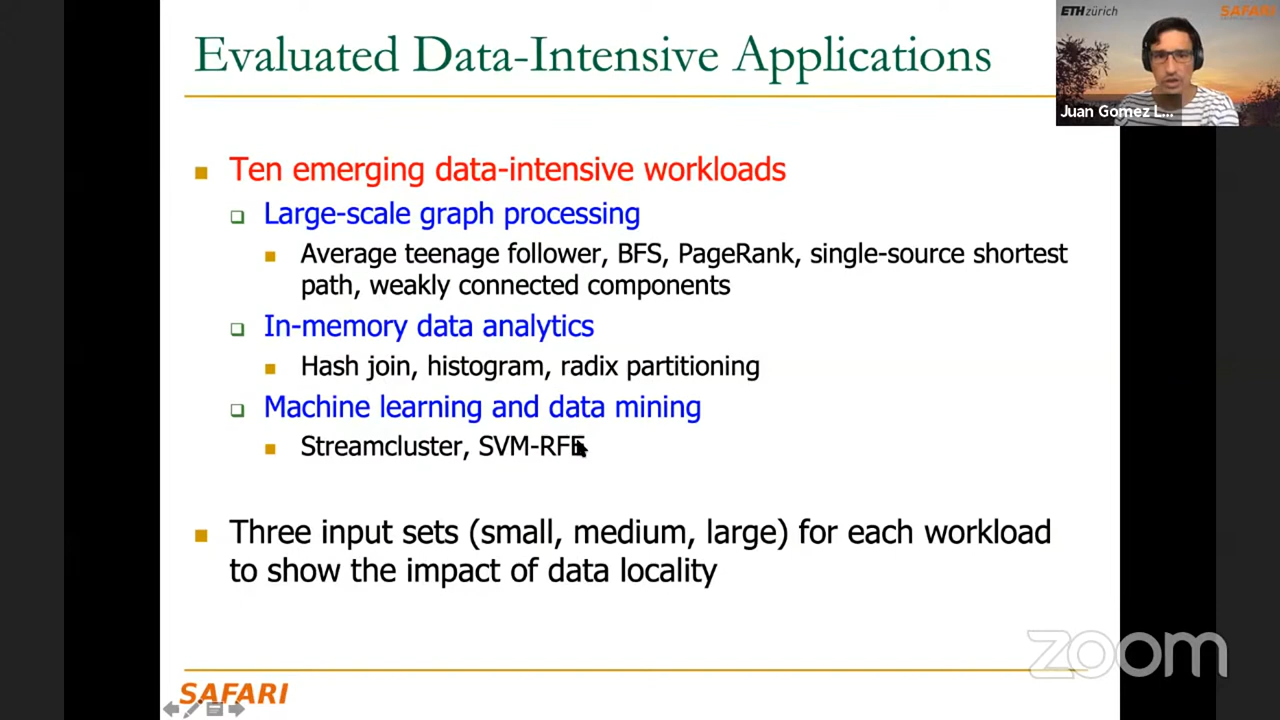 Evaluated Data-Intensive Applications
ETH zürich
SAFARI
Juan Gomez L...
Ten emerging data-intensive workloads
Large-scale graph processing
Average teenage follower, BFS, PageRank, single-source shortest
path, weakly connected components
In-memory data analytics
Hash join, histogram, radix partitioning
Machine learning and data mining
Streamcluster, SVM-RFE
Three input sets (small, medium, large) for each workload
to show the impact of data locality
zoom
SAFARI